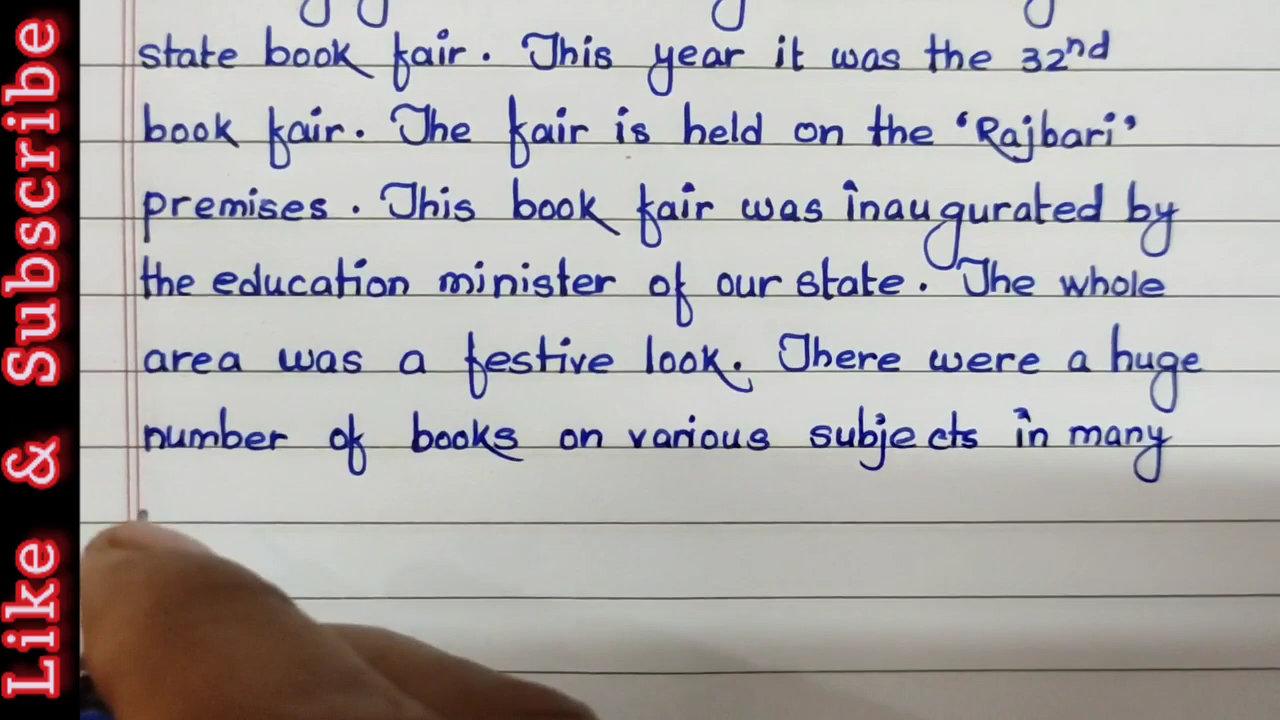 Like & Subscribe
state book fair. This year it was the 32nd
book fair. The fair is held on the 'Rajbari'
premises. This book fair was inaugurated by
the education minister of our state. The whole
area was a festive look. There were a huge
number of books on various subjects in many